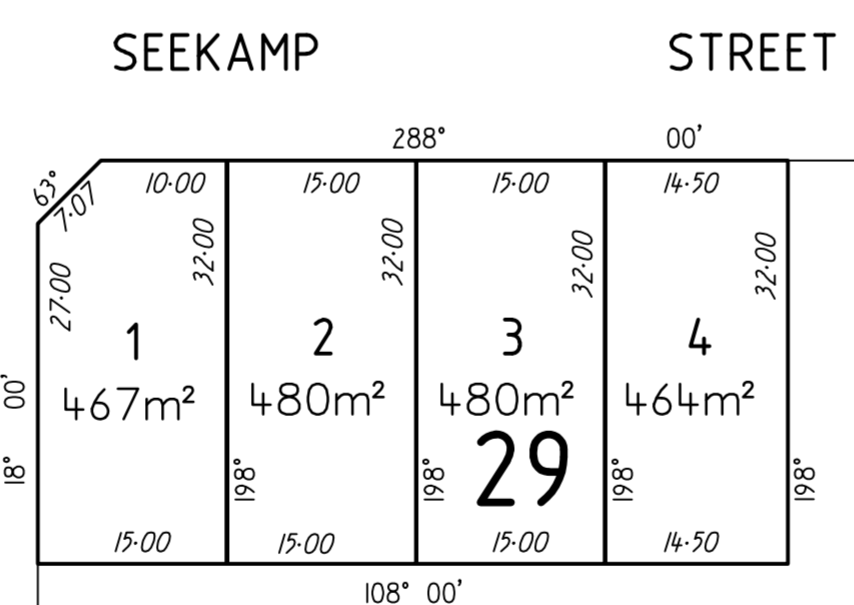 SEEKAMP STREET
288° 00'
63° 7·07 10·00 15·00 15·00 14·50
27·00 32·00 32·00 32·00 32·00
1 2 3 4
467m² 480m² 480m² 464m²
29
18° 00' 198° 198° 198° 198°
15·00 15·00 15·00 14·50
108° 00'